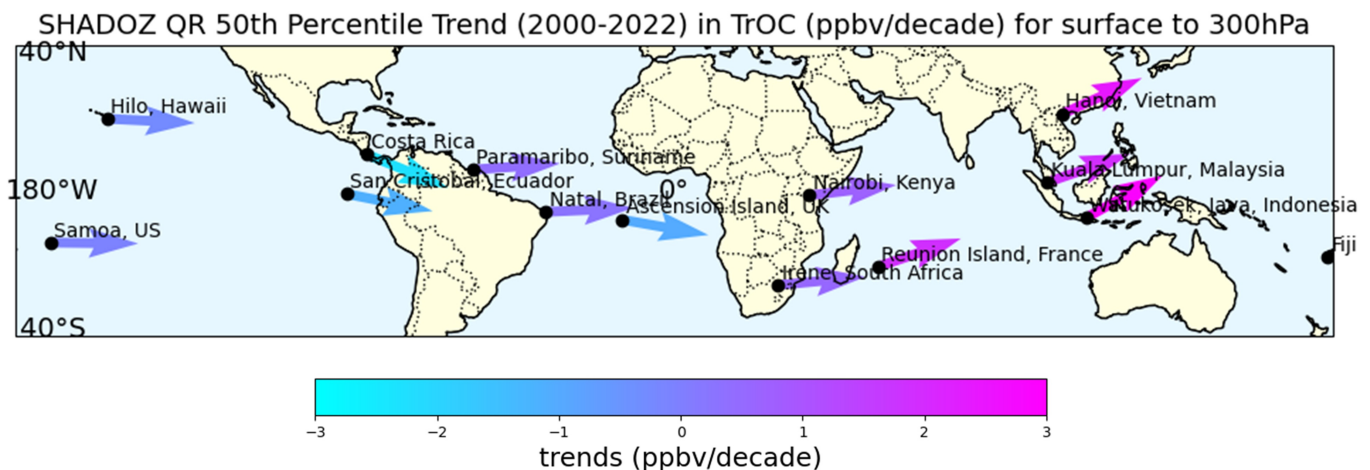 SHADOZ QR 50th Percentile Trend (2000-2022) in TrOC (ppbv/decade) for surface to 300hPa
40°N
Hilo, Hawaii
Hanoi, Vietnam
Costa Rica
Paramaribo, Suriname
Kuala Lumpur, Malaysia
San Cristobal, Ecuador
180°W
0°
Nairobi, Kenya
Natal, Brazil
Ascension Island, UK
Watukosek, Java, Indonesia
Samoa, US
Fiji
Reunion Island, France
Irene, South Africa
40°S
−3 −2 −1 0 1 2 3
trends (ppbv/decade)